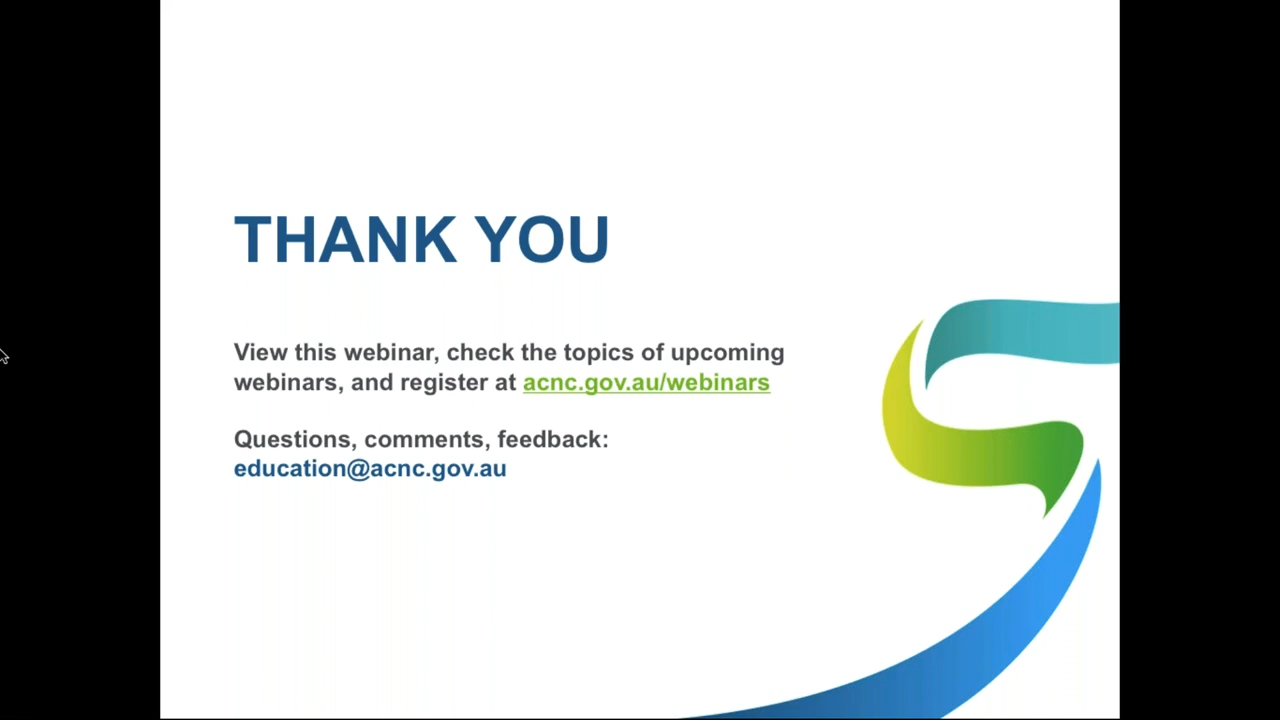 THANK YOU
View this webinar, check the topics of upcoming
webinars, and register at acnc.gov.au/webinars
Questions, comments, feedback:
education@acnc.gov.au